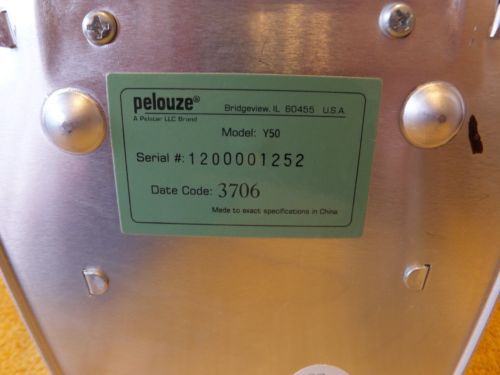 pelouze® Bridgeview, IL 60455 U.S.A.
A Pelstar LLC Brand
Model: Y50
Serial #: 1200001252
Date Code: 3706
Made to exact specifications in China